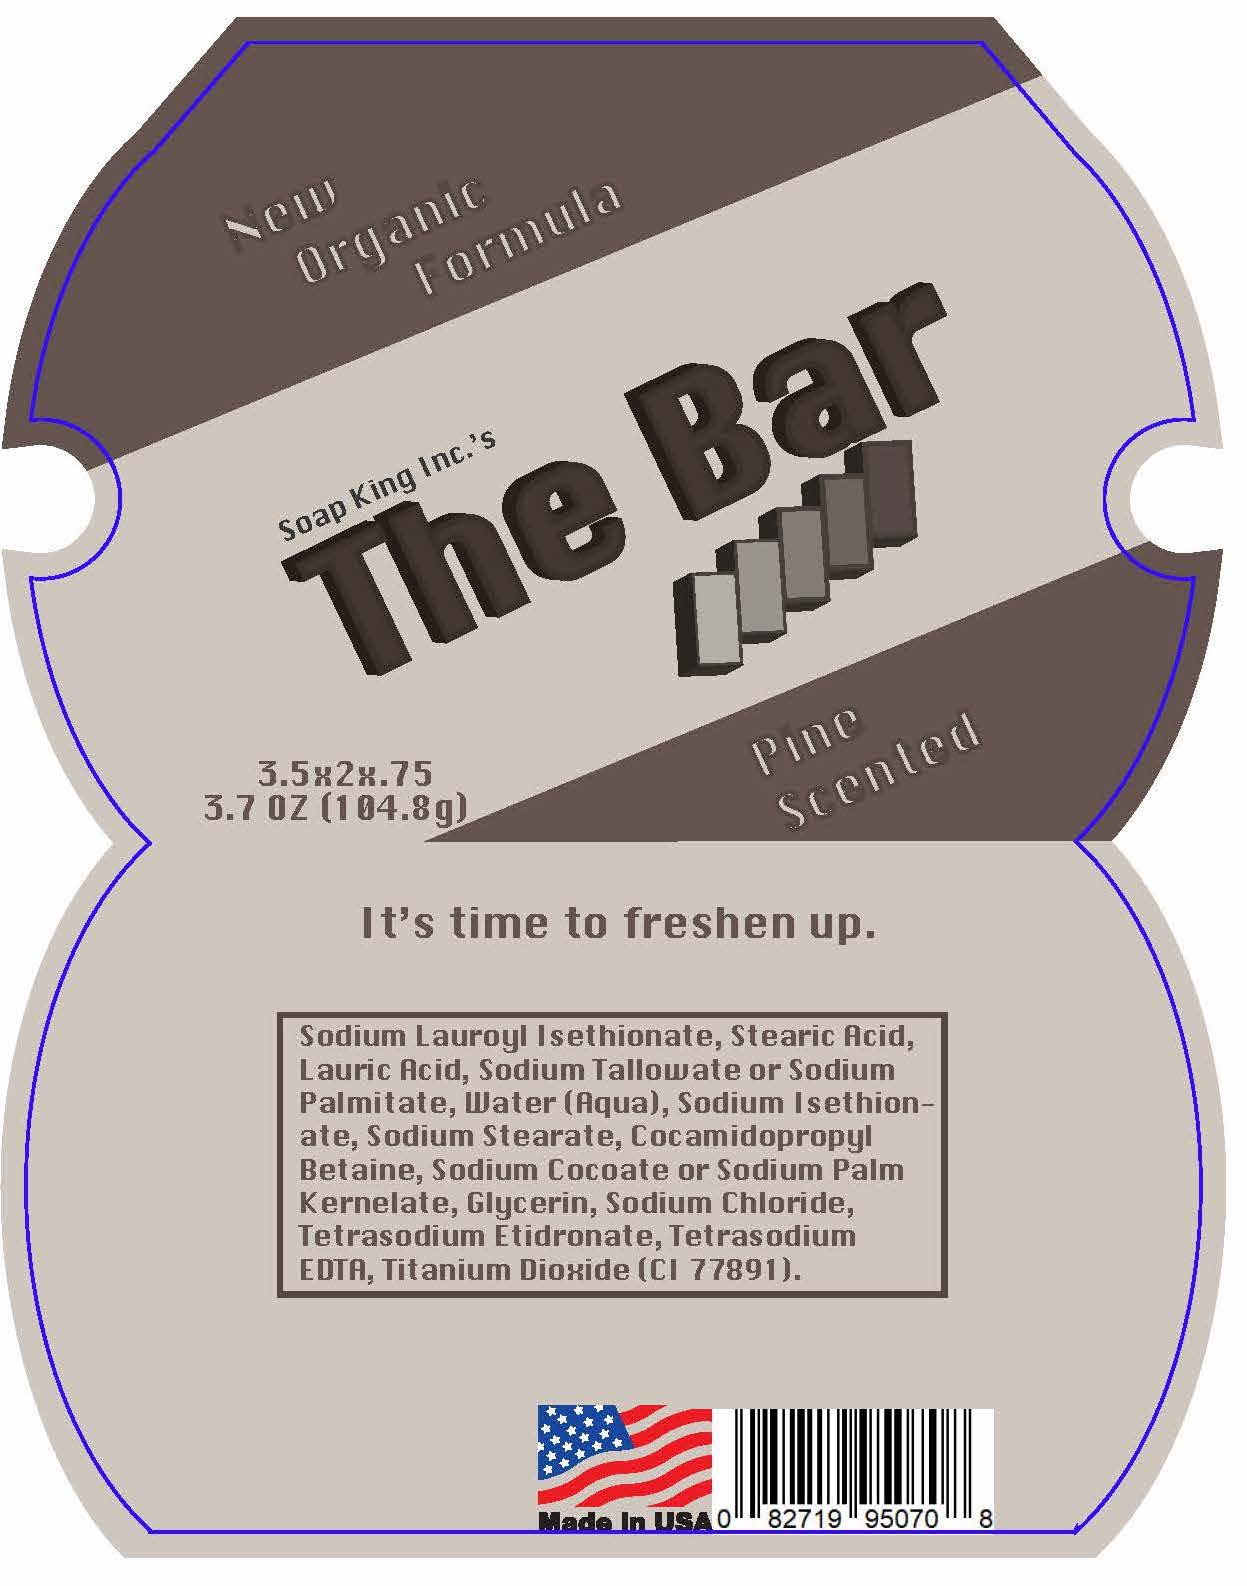 New
Organic
Formula
Soap King Inc.'s
The Bar
Pine
Scented
3.5x2x.75
3.7 OZ (104.8g)
It's time to freshen up.
Sodium Lauroyl Isethionate, Stearic Acid,
Lauric Acid, Sodium Tallowate or Sodium
Palmitate, Water (Aqua), Sodium Isethion-
ate, Sodium Stearate, Cocamidopropyl
Betaine, Sodium Cocoate or Sodium Palm
Kernelate, Glycerin, Sodium Chloride,
Tetrasodium Etidronate, Tetrasodium
EDTA, Titanium Dioxide (CI 77891).
Made In USA
0 82719 95070 8